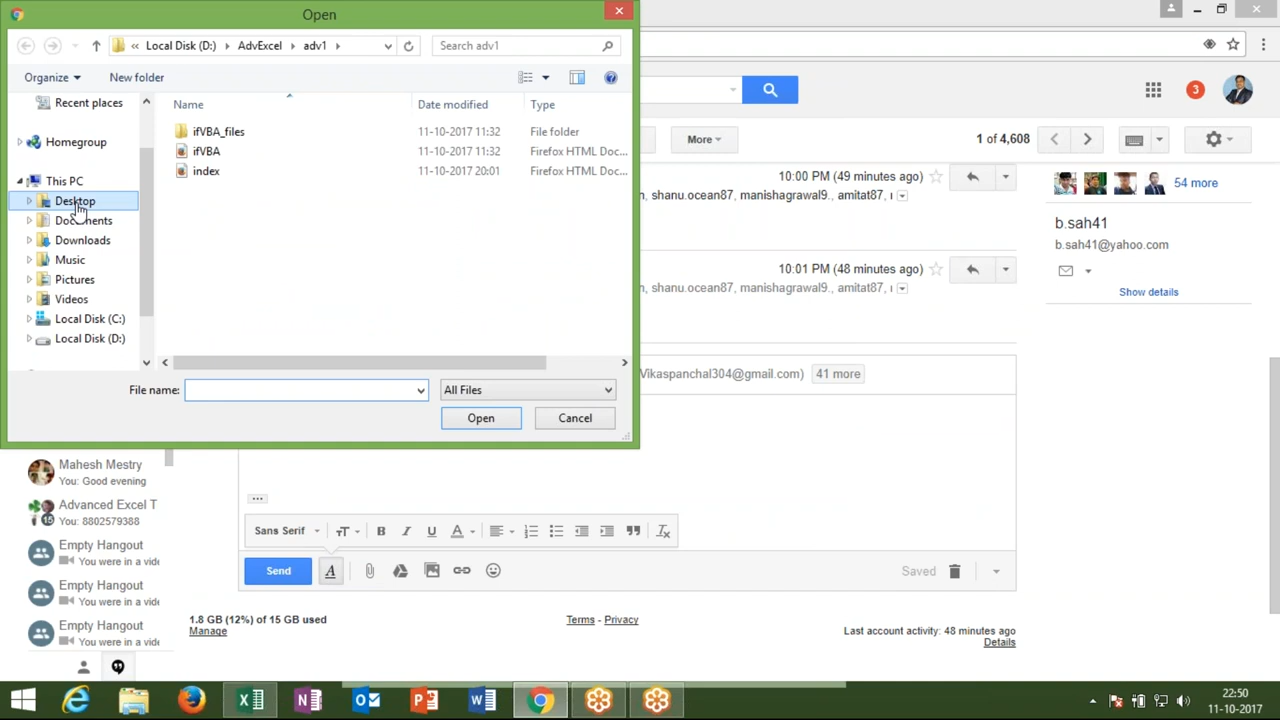 Open
« Local Disk (D:) AdvExcel adv1
Search adv1
Organize
New folder
Recent places
Homegroup
This PC
Desktop
Documents
Downloads
Music
Pictures
Videos
Local Disk (C:)
Local Disk (D:)
Name Date modified Type
ifVBA_files 11-10-2017 11:32 File folder
ifVBA 11-10-2017 11:32 Firefox HTML Doc...
index 11-10-2017 20:01 Firefox HTML Doc...
File name:
All Files
Open
Cancel
3
More
1 of 4,608
10:00 PM (49 minutes ago)
, shanu.ocean87, manishagrawal9., amitat87,
54 more
b.sah41
b.sah41@yahoo.com
Show details
10:01 PM (48 minutes ago)
, shanu.ocean87, manishagrawal9., amitat87,
Vikaspanchal304@gmail.com) 41 more
Mahesh Mestry
You: Good evening
Advanced Excel T
15
You: 8802579388
Empty Hangout
You were in a vide
Empty Hangout
You were in a vide
Empty Hangout
You were in a vide
Sans Serif
Send
Saved
1.8 GB (12%) of 15 GB used
Manage
Terms - Privacy
Last account activity: 48 minutes ago
Details
22:50
11-10-2017